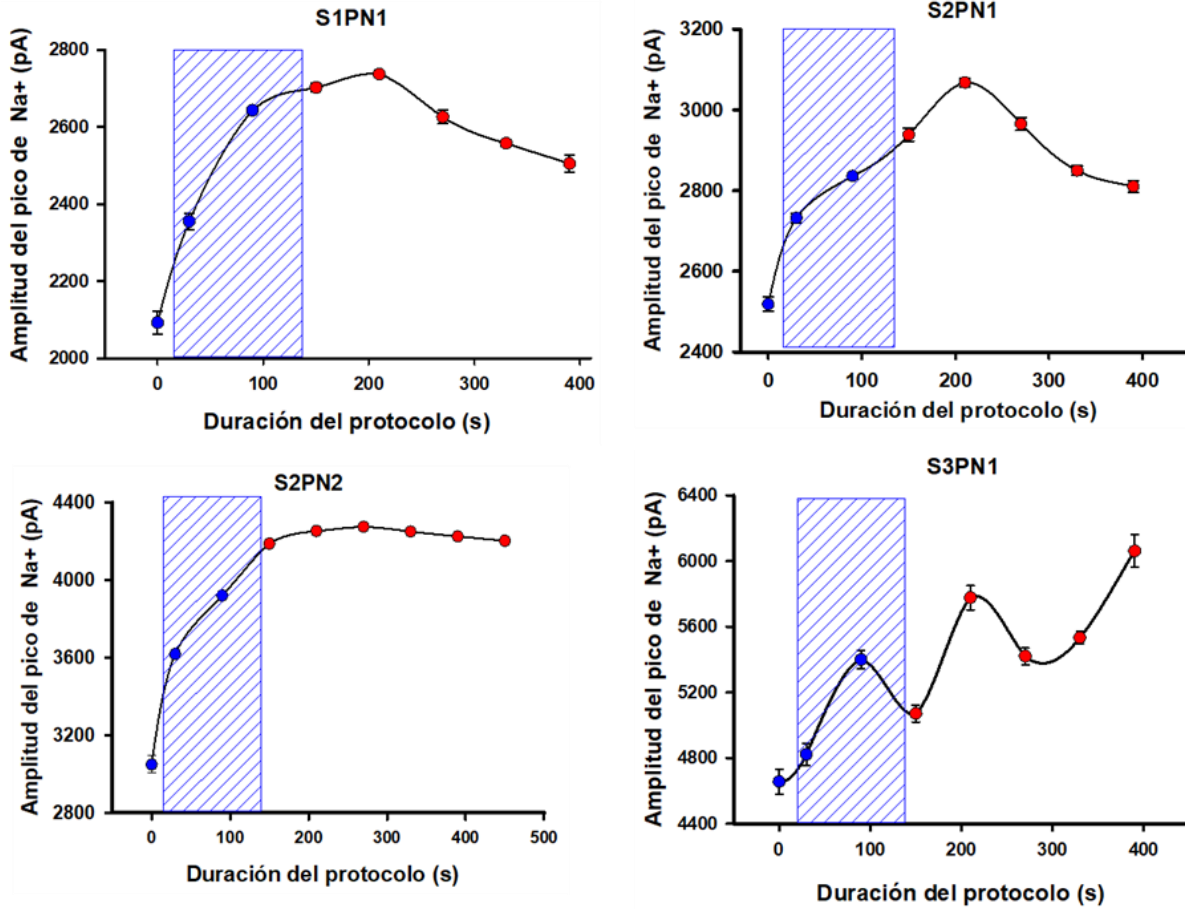 S1PN1
Amplitud del pico de Na+ (pA)
2800
2600
2400
2200
2000
0 100 200 300 400
Duración del protocolo (s)
S2PN1
Amplitud del pico de Na+ (pA)
3200
3000
2800
2600
2400
0 100 200 300 400
Duración del protocolo (s)
S2PN2
Amplitud del pico de Na+ (pA)
4400
4000
3600
3200
2800
0 100 200 300 400 500
Duración del protocolo (s)
S3PN1
Amplitud del pico de Na+ (pA)
6400
6000
5600
5200
4800
4400
0 100 200 300 400
Duración del protocolo (s)